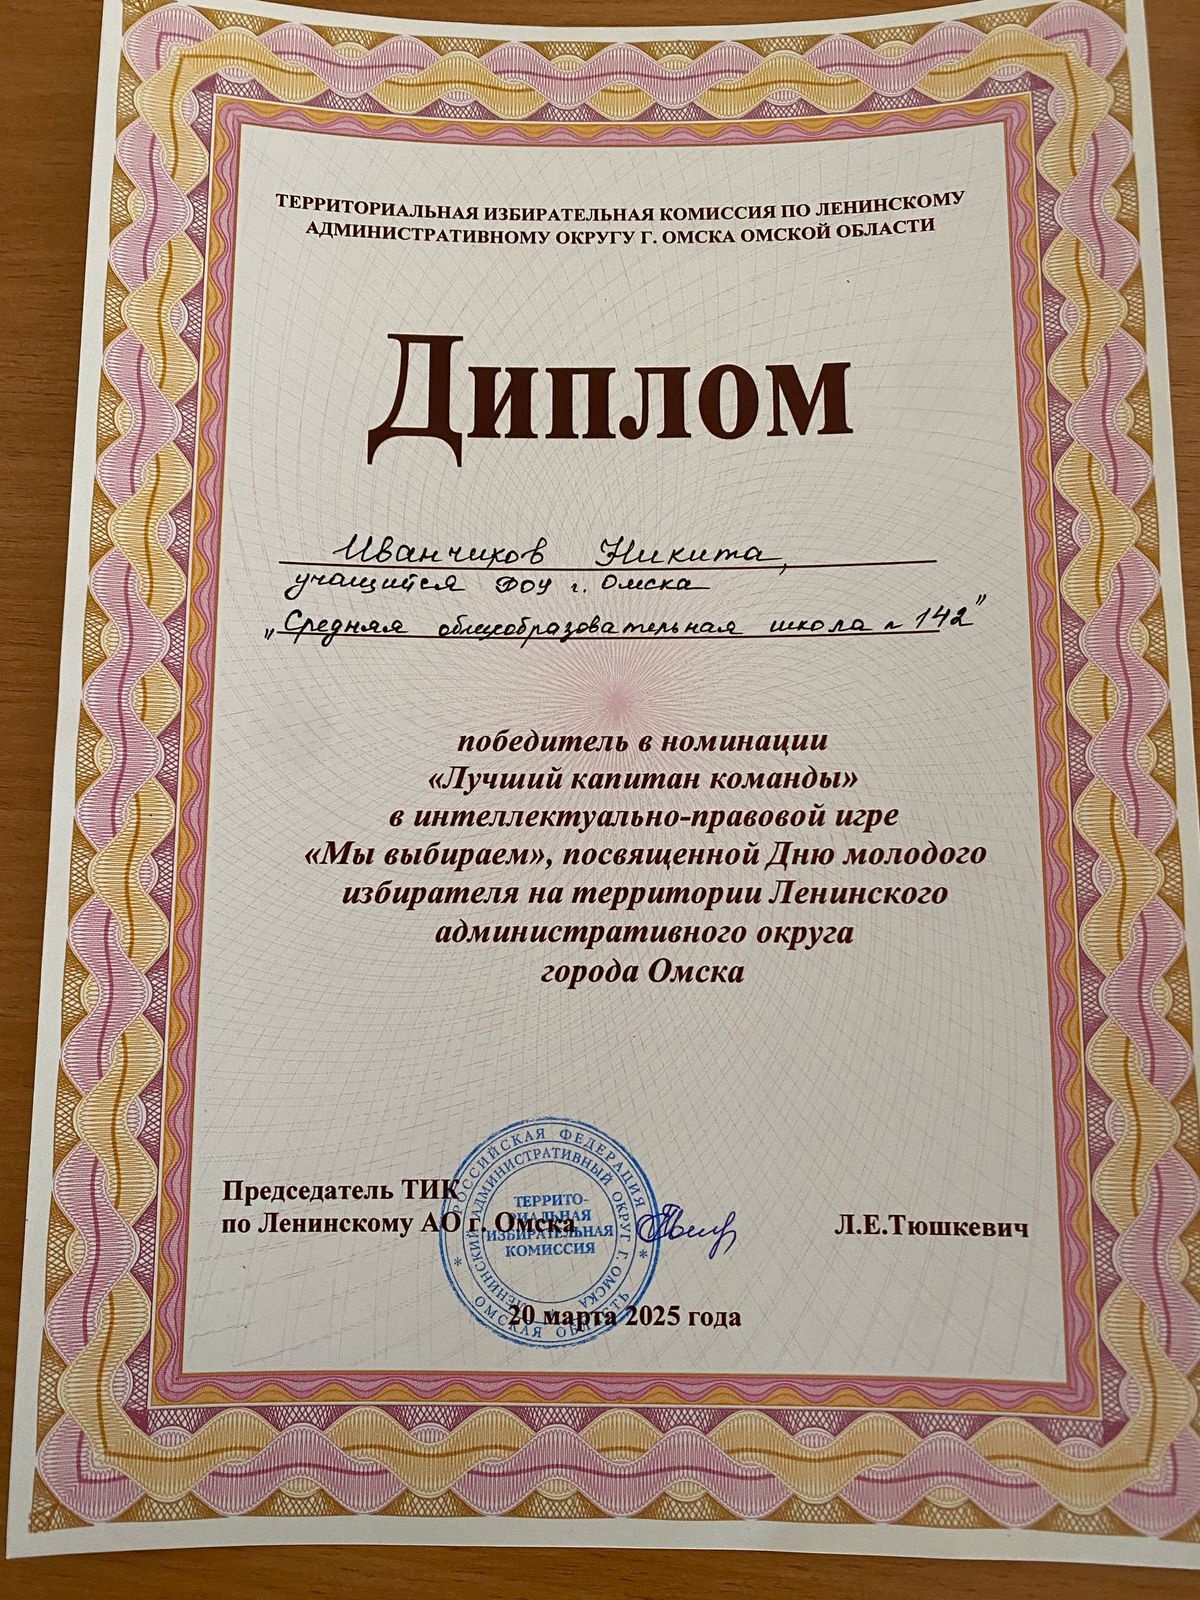 ТЕРРИТОРИАЛЬНАЯ ИЗБИРАТЕЛЬНАЯ КОМИССИЯ ПО ЛЕНИНСКОМУ
АДМИНИСТРАТИВНОМУ ОКРУГУ Г. ОМСКА ОМСКОЙ ОБЛАСТИ
Диплом
Иванчиков Никита,
учащийся ФОУ г. Омска
„Средняя общеобразовательная школа № 142"
победитель в номинации
«Лучший капитан команды»
в интеллектуально-правовой игре
«Мы выбираем», посвященной Дню молодого
избирателя на территории Ленинского
административного округа
города Омска
Председатель ТИК
по Ленинскому АО г. Омска
Л.Е.Тюшкевич
20 марта 2025 года
РОССИЙСКАЯ ФЕДЕРАЦИЯ * ОМСКАЯ ОБЛАСТЬ *
ЛЕНИНСКИЙ АДМИНИСТРАТИВНЫЙ ОКРУГ Г. ОМСКА
ТЕРРИТО-
РИАЛЬНАЯ
ИЗБИРАТЕЛЬНАЯ
КОМИССИЯ